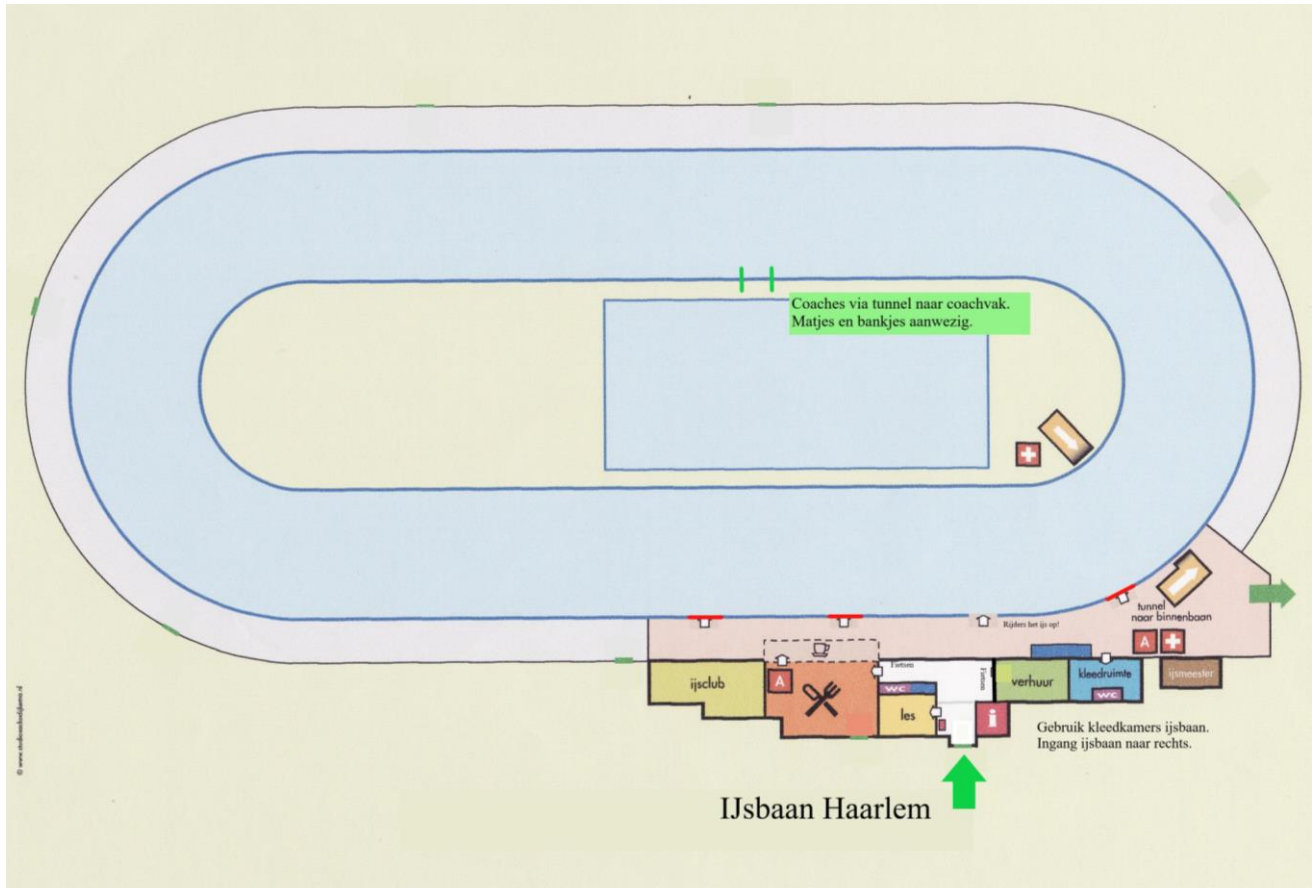 Coaches via tunnel naar coachvak.
Matjes en bankjes aanwezig.
Rijders het ijs op!
tunnel
naar binnenbaan
A
ijsclub
A
Fietsen
Fietsen
wc
les
i
verhuur
kleedruimte
wc
ijsmeester
Gebruik kleedkamers ijsbaan.
Ingang ijsbaan naar rechts.
IJsbaan Haarlem